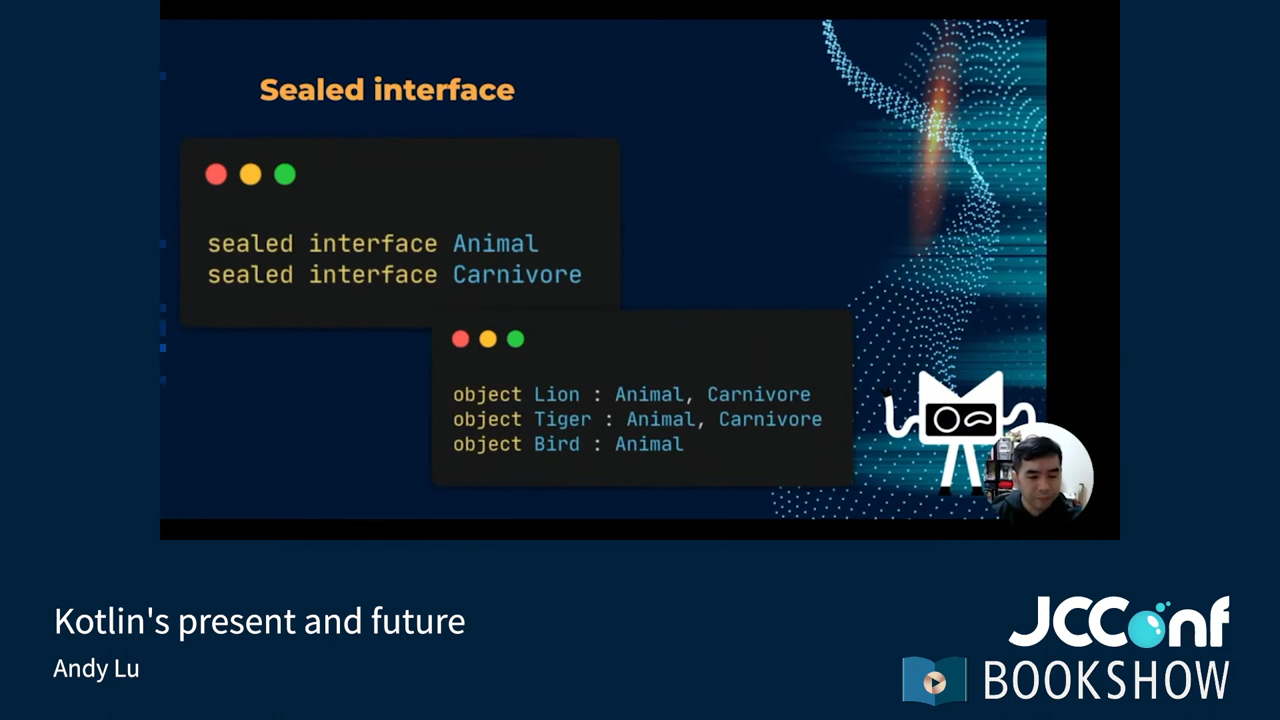 Sealed interface
sealed interface Animal
sealed interface Carnivore
object Lion : Animal, Carnivore
object Tiger : Animal, Carnivore
object Bird : Animal
Kotlin's present and future
Andy Lu
JCConf
BOOKSHOW